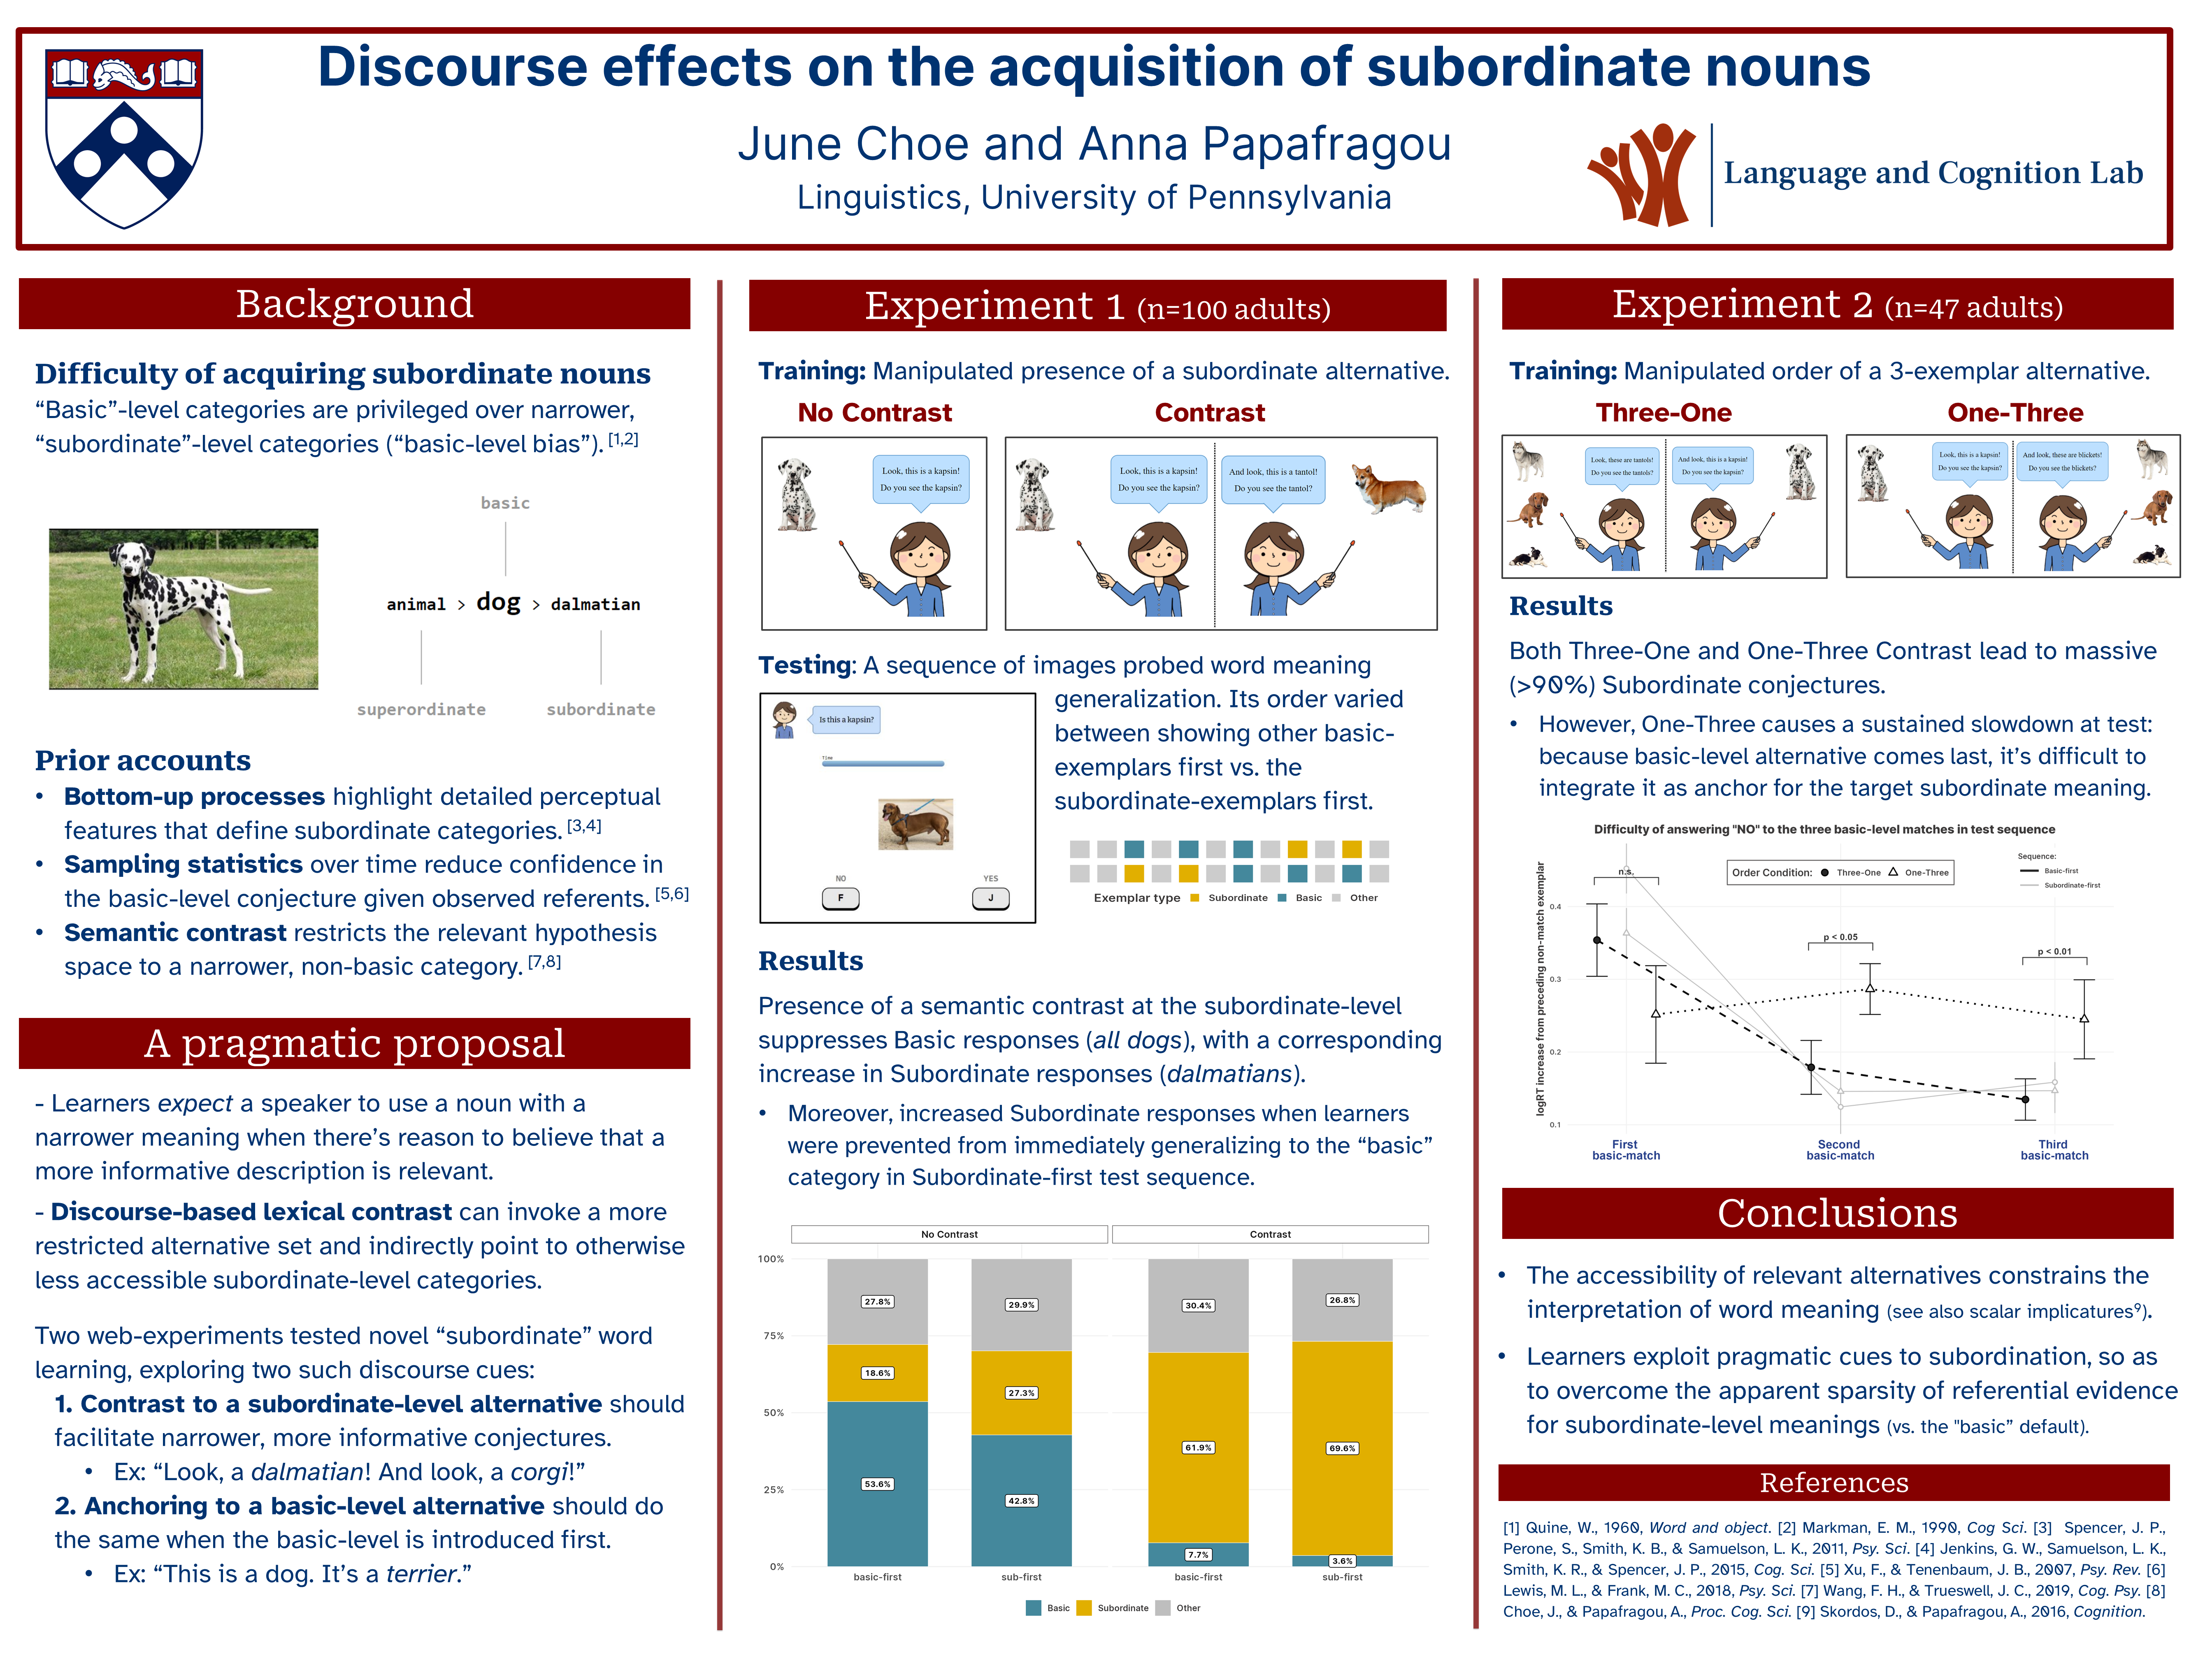 Discourse effects on the acquisition of subordinate nouns
June Choe and Anna Papafragou
Linguistics, University of Pennsylvania
Language and Cognition Lab
Background
Difficulty of acquiring subordinate nouns
“Basic”-level categories are privileged over narrower,
“subordinate”-level categories (“basic-level bias”). [1,2]
basic
animal > dog > dalmatian
superordinate subordinate
Prior accounts
• Bottom-up processes highlight detailed perceptual
features that define subordinate categories. [3,4]
• Sampling statistics over time reduce confidence in
the basic-level conjecture given observed referents. [5,6]
• Semantic contrast restricts the relevant hypothesis
space to a narrower, non-basic category. [7,8]
A pragmatic proposal
- Learners expect a speaker to use a noun with a
narrower meaning when there’s reason to believe that a
more informative description is relevant.
- Discourse-based lexical contrast can invoke a more
restricted alternative set and indirectly point to otherwise
less accessible subordinate-level categories.
Two web-experiments tested novel “subordinate” word
learning, exploring two such discourse cues:
1. Contrast to a subordinate-level alternative should
facilitate narrower, more informative conjectures.
• Ex: “Look, a dalmatian! And look, a corgi!”
2. Anchoring to a basic-level alternative should do
the same when the basic-level is introduced first.
• Ex: “This is a dog. It’s a terrier.”
Experiment 1 (n=100 adults)
Training: Manipulated presence of a subordinate alternative.
No Contrast
Contrast
Look, this is a kapsin!
Do you see the kapsin?
Look, this is a kapsin!
Do you see the kapsin?
And look, this is a tantol!
Do you see the tantol?
Testing: A sequence of images probed word meaning
generalization. Its order varied
between showing other basic-
exemplars first vs. the
subordinate-exemplars first.
Is this a kapsin?
Time
NO YES
F J
Exemplar type Subordinate Basic Other
Results
Presence of a semantic contrast at the subordinate-level
suppresses Basic responses (all dogs), with a corresponding
increase in Subordinate responses (dalmatians).
• Moreover, increased Subordinate responses when learners
were prevented from immediately generalizing to the “basic”
category in Subordinate-first test sequence.
No Contrast Contrast
100%
75%
50%
25%
0%
27.8% 29.9% 30.4% 26.8%
18.6% 27.3% 61.9% 69.6%
53.6% 42.8% 7.7% 3.6%
basic-first sub-first basic-first sub-first
Basic Subordinate Other
Experiment 2 (n=47 adults)
Training: Manipulated order of a 3-exemplar alternative.
Three-One
One-Three
Look, these are tantols!
Do you see the tantols?
And look, this is a kapsin!
Do you see the kapsin?
Look, this is a kapsin!
Do you see the kapsin?
And look, these are blickets!
Do you see the blickets?
Results
Both Three-One and One-Three Contrast lead to massive
(>90%) Subordinate conjectures.
• However, One-Three causes a sustained slowdown at test:
because basic-level alternative comes last, it’s difficult to
integrate it as anchor for the target subordinate meaning.
Difficulty of answering "NO" to the three basic-level matches in test sequence
logRT increase from preceding non-match exemplar
Order Condition: Three-One One-Three
Sequence:
Basic-first
Subordinate-first
n.s.
p < 0.05
p < 0.01
0.4
0.3
0.2
0.1
First
basic-match
Second
basic-match
Third
basic-match
Conclusions
• The accessibility of relevant alternatives constrains the
interpretation of word meaning (see also scalar implicatures⁹).
• Learners exploit pragmatic cues to subordination, so as
to overcome the apparent sparsity of referential evidence
for subordinate-level meanings (vs. the "basic” default).
References
[1] Quine, W., 1960, Word and object. [2] Markman, E. M., 1990, Cog Sci. [3] Spencer, J. P.,
Perone, S., Smith, K. B., & Samuelson, L. K., 2011, Psy. Sci. [4] Jenkins, G. W., Samuelson, L. K.,
Smith, K. R., & Spencer, J. P., 2015, Cog. Sci. [5] Xu, F., & Tenenbaum, J. B., 2007, Psy. Rev. [6]
Lewis, M. L., & Frank, M. C., 2018, Psy. Sci. [7] Wang, F. H., & Trueswell, J. C., 2019, Cog. Psy. [8]
Choe, J., & Papafragou, A., Proc. Cog. Sci. [9] Skordos, D., & Papafragou, A., 2016, Cognition.